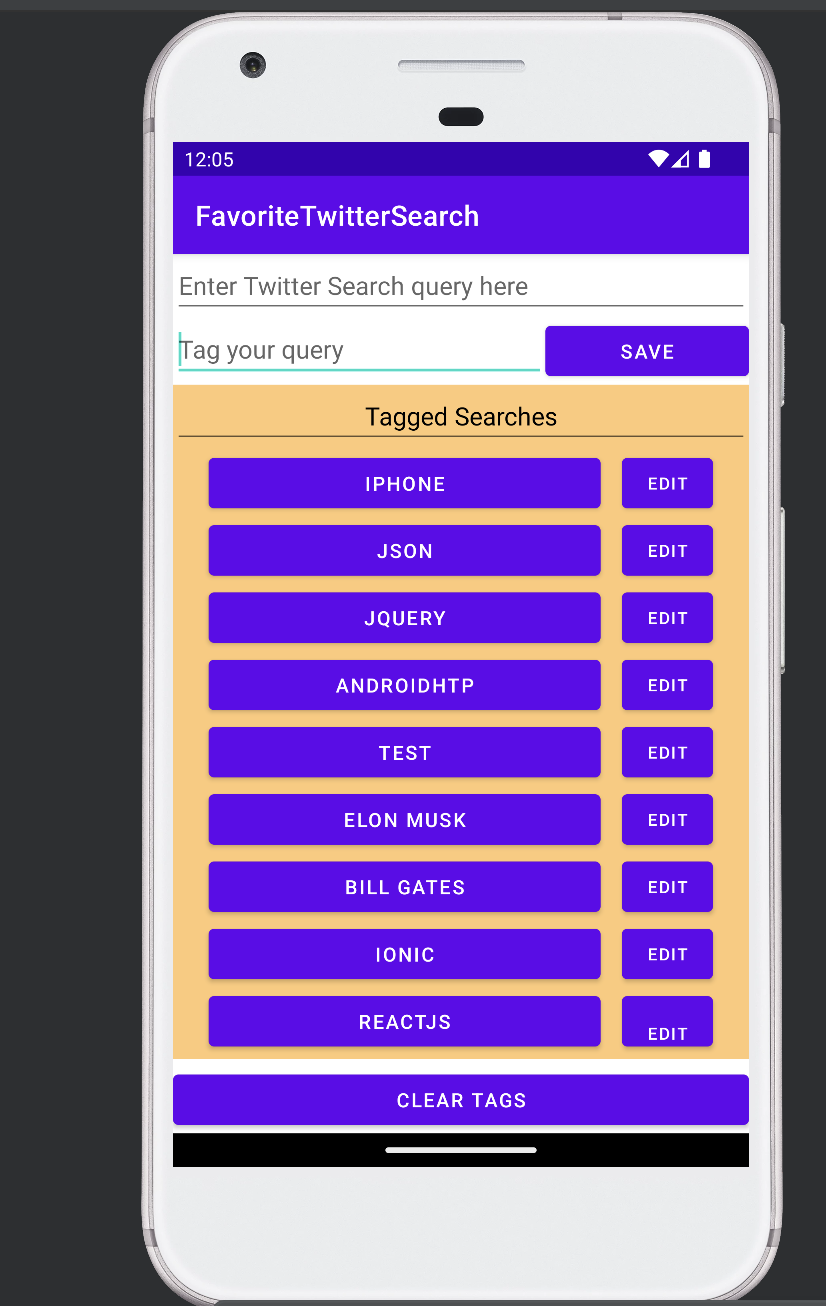 12:05
FavoriteTwitterSearch
Enter Twitter Search query here
Tag your query SAVE
Tagged Searches
IPHONE EDIT
JSON EDIT
JQUERY EDIT
ANDROIDHTP EDIT
TEST EDIT
ELON MUSK EDIT
BILL GATES EDIT
IONIC EDIT
REACTJS EDIT
CLEAR TAGS